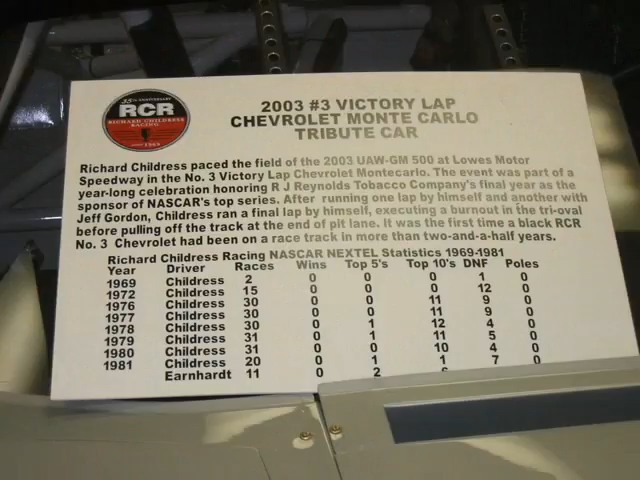 35TH ANNIVERSARY
RCR
RICHARD CHILDRESS
RACING
2003 #3 VICTORY LAP
CHEVROLET MONTE CARLO
TRIBUTE CAR
Richard Childress paced the field of the 2003 UAW-GM 500 at Lowes Motor
Speedway in the No. 3 Victory Lap Chevrolet Montecarlo. The event was part of a
year-long celebration honoring R J Reynolds Tobacco Company's final year as the
sponsor of NASCAR's top series. After running one lap by himself and another with
Jeff Gordon, Childress ran a final lap by himself, executing a burnout in the tri-oval
before pulling off the track at the end of pit lane. It was the first time a black RCR
No. 3 Chevrolet had been on a race track in more than two-and-a-half years.
Richard Childress Racing NASCAR NEXTEL Statistics 1969-1981
Year Driver Races Wins Top 5's Top 10's DNF Poles
1969 Childress 2 0 0 0 1 0
1972 Childress 15 0 0 0 12 0
1976 Childress 30 0 0 11 9 0
1977 Childress 30 0 0 11 9 0
1978 Childress 30 0 1 12 4 0
1979 Childress 31 0 1 11 5 0
1980 Childress 31 0 0 10 4 0
1981 Childress 20 0 1 1 7 0
Earnhardt 11 0 2